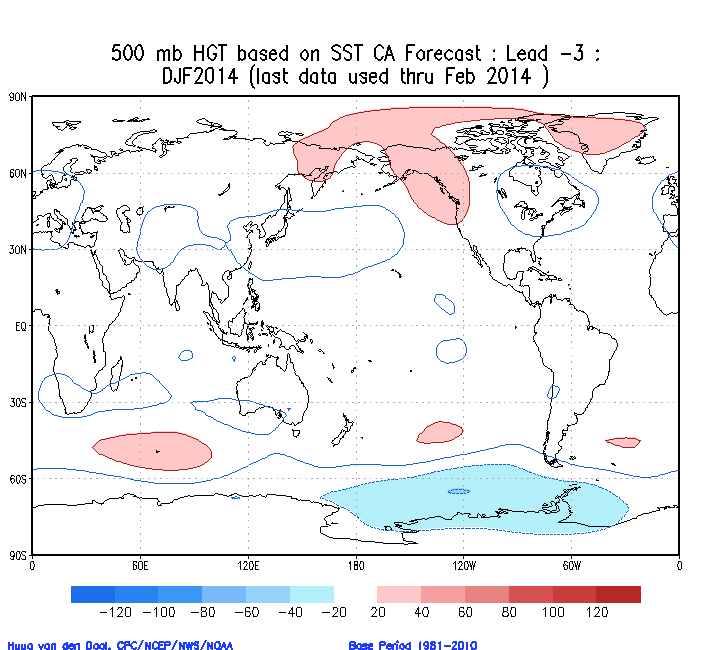 500 mb HGT based on SST CA Forecast : Lead -3 :
DJF2014 (last data used thru Feb 2014 )
90N
60N
30N
EQ
30S
60S
90S
0 60E 120E 180 120W 60W 0
-120 -100 -80 -60 -40 -20 20 40 60 80 100 120
Huug van den Dool, CPC/NCEP/NWS/NOAA Base Period 1981-2010